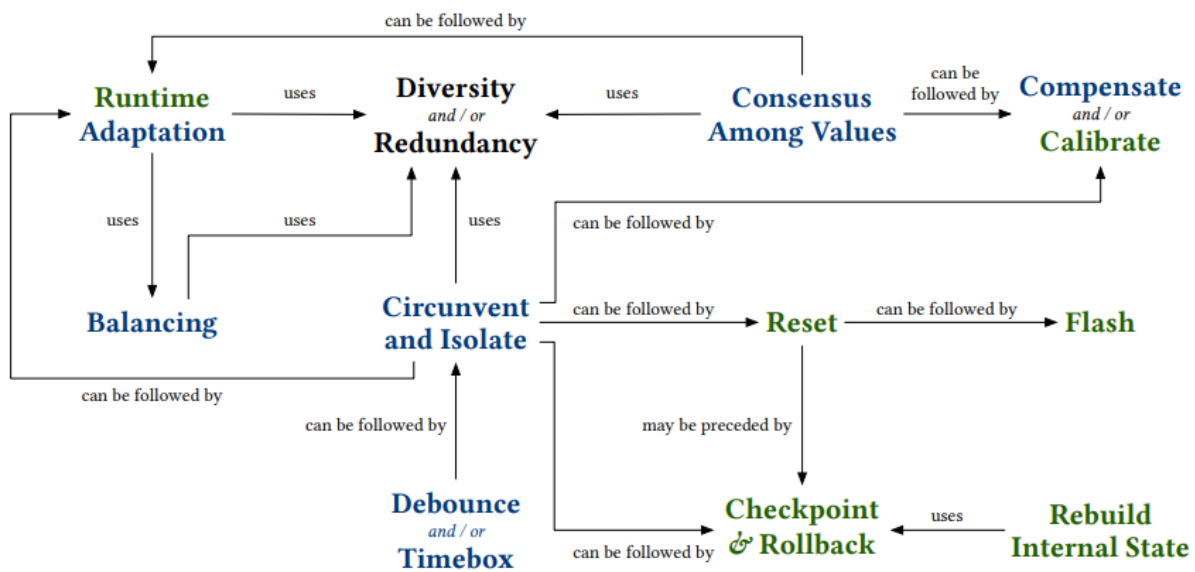 can be followed by
Runtime
Adaptation
uses
Diversity
and / or
Redundancy
uses
Consensus
Among Values
can be
followed by
Compensate
and / or
Calibrate
uses
uses
uses
can be followed by
Balancing
Circunvent
and Isolate
can be followed by
Reset
can be followed by
Flash
can be followed by
can be followed by
may be preceded by
Debounce
and / or
Timebox
can be followed by
Checkpoint
& Rollback
uses
Rebuild
Internal State